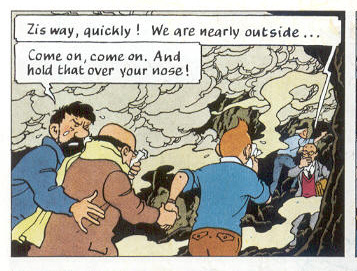 Zis way, quickly! We are nearly outside...
Come on, come on. And
hold that over your nose!